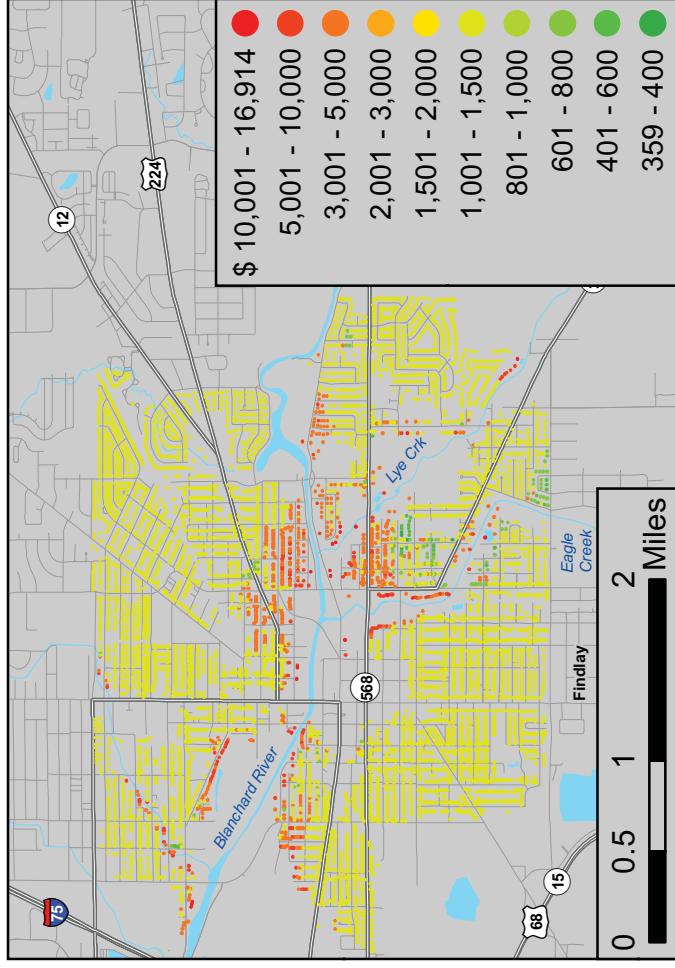 12
224
75
Blanchard River
568
Lye Crk
Eagle
Creek
Findlay
68
15
$ 10,001 - 16,914
5,001 - 10,000
3,001 - 5,000
2,001 - 3,000
1,501 - 2,000
1,001 - 1,500
801 - 1,000
601 - 800
401 - 600
359 - 400
0 0.5 1 2
Miles